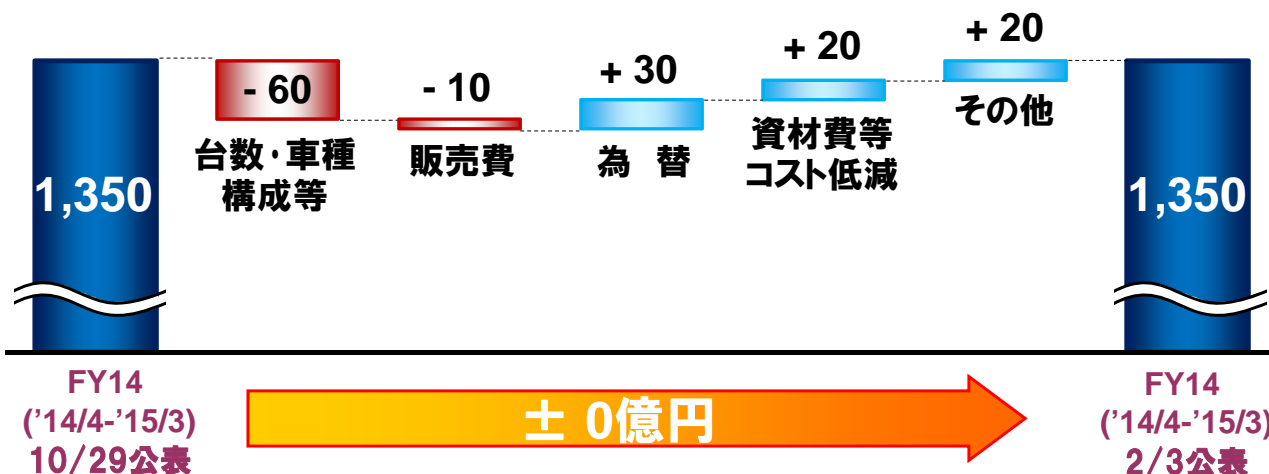 1,350
- 60
台数・車種
構成等
- 10
販売費
+ 30
為 替
+ 20
資材費等
コスト低減
+ 20
その他
1,350
FY14
('14/4-'15/3)
10/29公表
± 0億円
FY14
('14/4-'15/3)
2/3公表